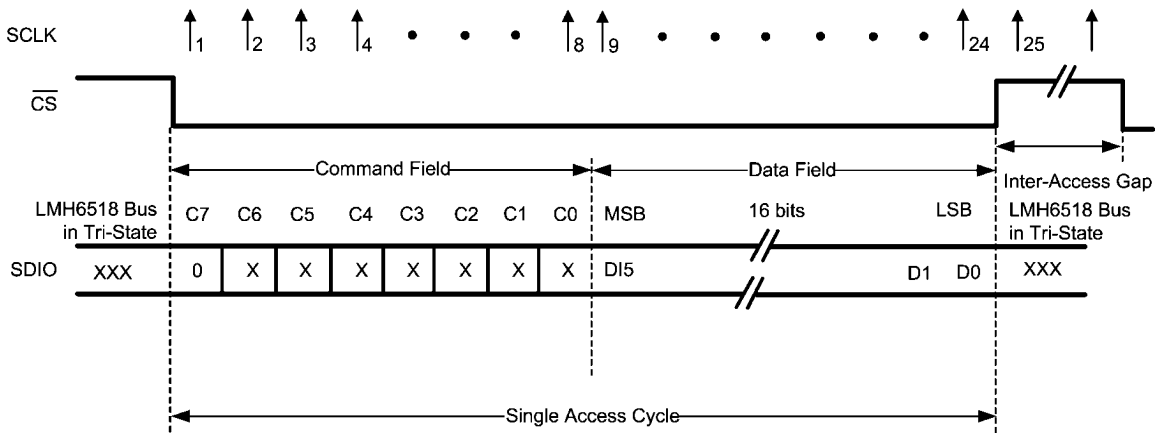 SCLK
1 2 3 4 8 9 24 25
CS
Command Field
Data Field
Inter-Access Gap
LMH6518 Bus
in Tri-State
C7 C6 C5 C4 C3 C2 C1 C0
MSB
16 bits
LSB
LMH6518 Bus
in Tri-State
SDIO
XXX 0 X X X X X X X DI5 D1 D0 XXX
Single Access Cycle